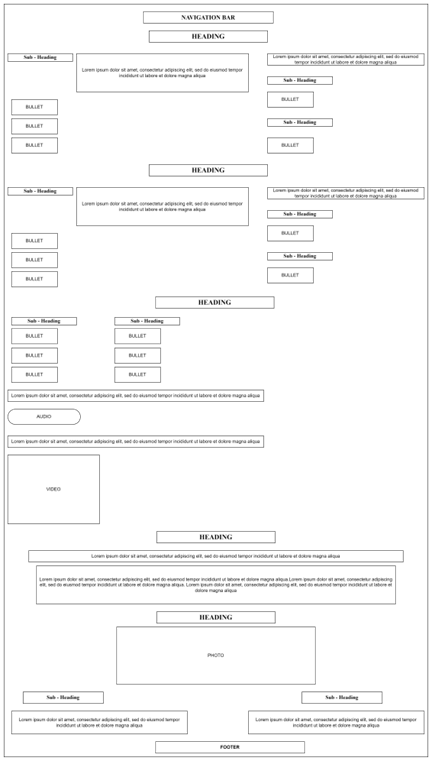 NAVIGATION BAR
HEADING
Sub - Heading
Lorem ipsum dolor sit amet, consectetur adipiscing elit, sed do eiusmod tempor
incididunt ut labore et dolore magna aliqua
BULLET
BULLET
BULLET
Lorem ipsum dolor sit amet, consectetur adipiscing elit, sed do eiusmod
tempor incididunt ut labore et dolore magna aliqua
Sub - Heading
BULLET
Sub - Heading
BULLET
HEADING
Sub - Heading
Lorem ipsum dolor sit amet, consectetur adipiscing elit, sed do eiusmod tempor
incididunt ut labore et dolore magna aliqua
BULLET
BULLET
BULLET
Lorem ipsum dolor sit amet, consectetur adipiscing elit, sed do eiusmod
tempor incididunt ut labore et dolore magna aliqua
Sub - Heading
BULLET
Sub - Heading
BULLET
HEADING
Sub - Heading
BULLET
BULLET
BULLET
Sub - Heading
BULLET
BULLET
BULLET
Lorem ipsum dolor sit amet, consectetur adipiscing elit, sed do eiusmod tempor incididunt ut labore et dolore magna aliqua
AUDIO
Lorem ipsum dolor sit amet, consectetur adipiscing elit, sed do eiusmod tempor incididunt ut labore et dolore magna aliqua
VIDEO
HEADING
Lorem ipsum dolor sit amet, consectetur adipiscing elit, sed do eiusmod tempor incididunt ut labore et dolore magna aliqua
Lorem ipsum dolor sit amet, consectetur adipiscing elit, sed do eiusmod tempor incididunt ut labore et dolore magna aliqua.Lorem ipsum dolor sit amet, consectetur adipiscing
elit, sed do eiusmod tempor incididunt ut labore et dolore magna aliqua. Lorem ipsum dolor sit amet, consectetur adipiscing elit, sed do eiusmod tempor incididunt ut labore et
dolore magna aliqua
HEADING
PHOTO
Sub - Heading
Lorem ipsum dolor sit amet, consectetur adipiscing elit, sed do eiusmod tempor
incididunt ut labore et dolore magna aliqua
Sub - Heading
Lorem ipsum dolor sit amet, consectetur adipiscing elit, sed do eiusmod tempor
incididunt ut labore et dolore magna aliqua
FOOTER